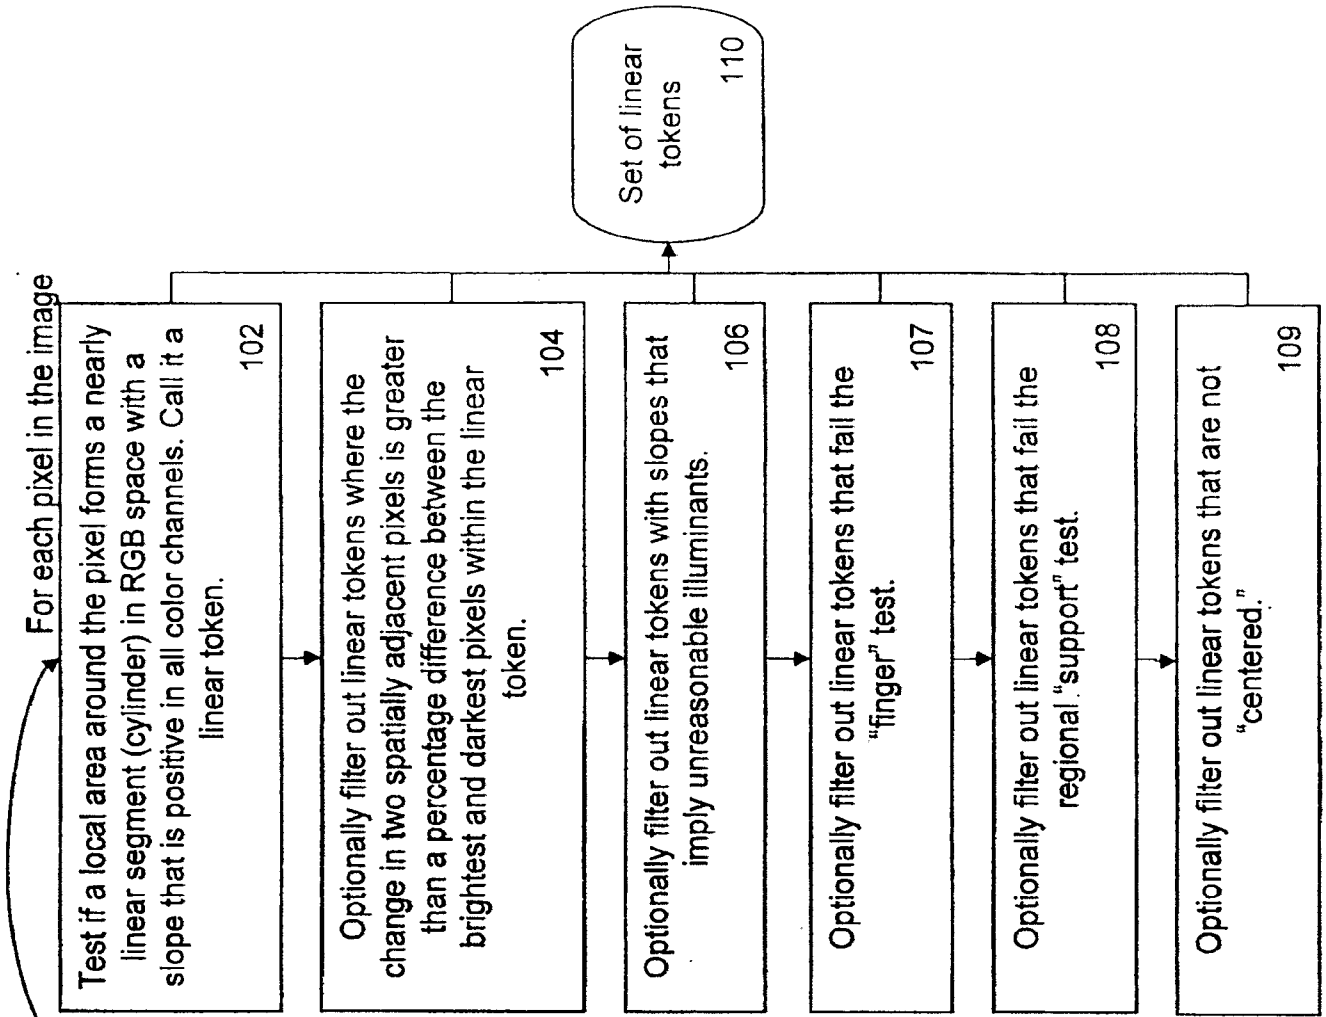 For each pixel in the image
Test if a local area around the pixel forms a nearly
linear segment (cylinder) in RGB space with a
slope that is positive in all color channels. Call it a
linear token.
102
Optionally filter out linear tokens where the
change in two spatially adjacent pixels is greater
than a percentage difference between the
brightest and darkest pixels within the linear
token.
104
Optionally filter out linear tokens with slopes that
imply unreasonable illuminants.
106
Optionally filter out linear tokens that fail the
“finger” test.
107
Optionally filter out linear tokens that fail the
regional “support” test.
108
Optionally filter out linear tokens that are not
“centered.”
109
Set of linear
tokens
110